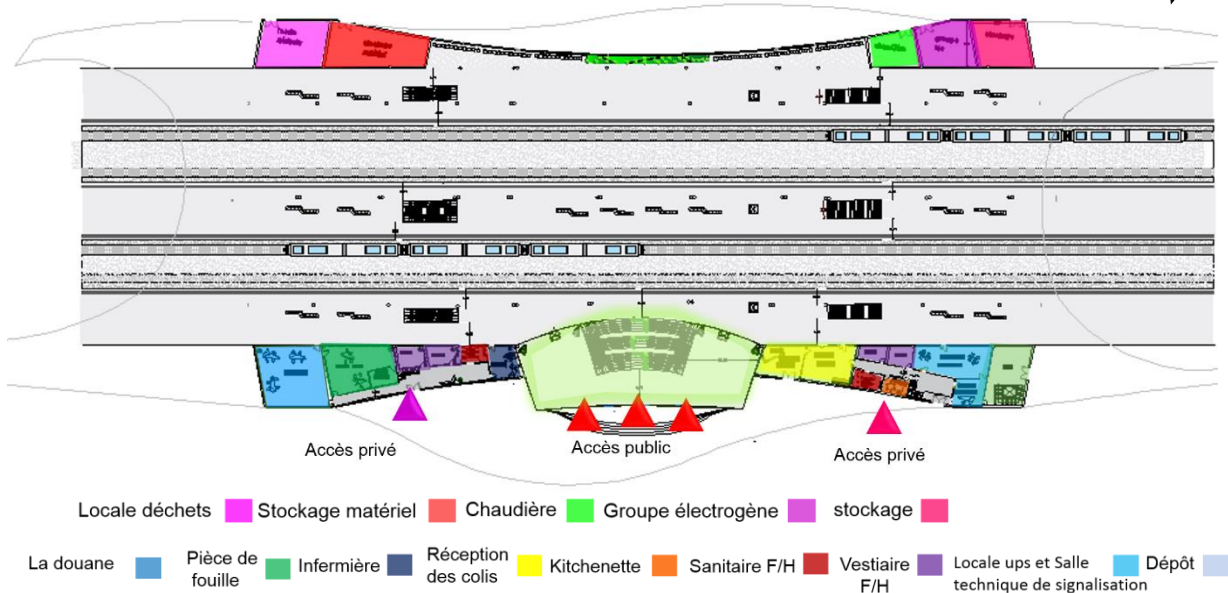 stockage
Accès privé
Accès public
Accès privé
Locale déchets
Stockage matériel
Chaudière
Groupe électrogène
stockage
La douane
Pièce de
fouille
Infermière
Réception
des colis
Kitchenette
Sanitaire F/H
Vestiaire
F/H
Locale ups et Salle
technique de signalisation
Dépôt